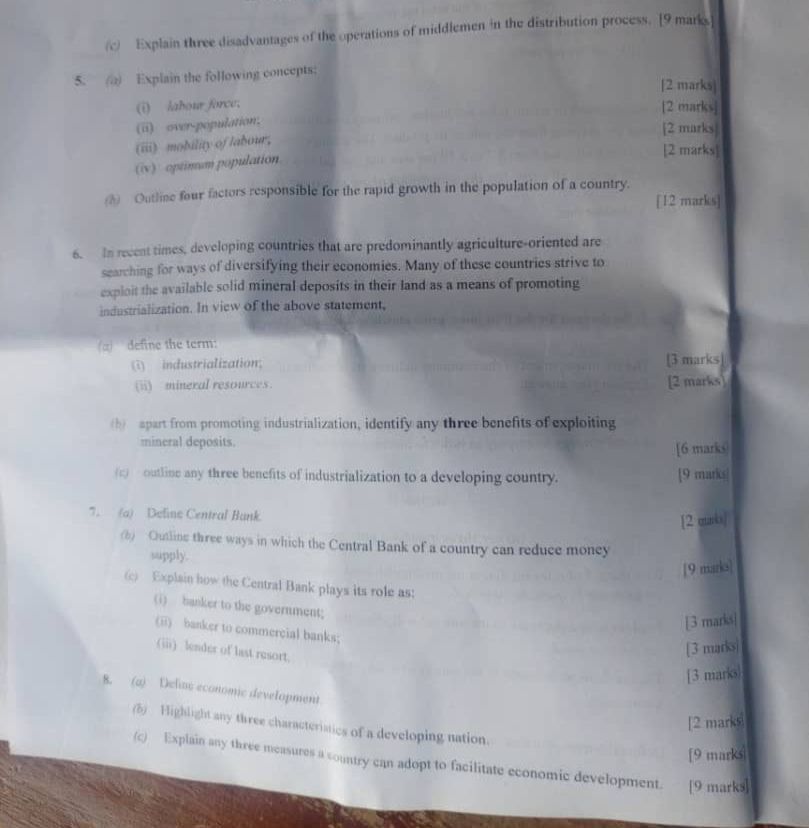 (c) Explain three disadvantages of the operations of middlemen in the distribution process. [9 marks]
5. (a) Explain the following concepts:
(i) labour force; [2 marks]
(ii) over-population; [2 marks]
(iii) mobility of labour; [2 marks]
(iv) optimum population. [2 marks]
(b) Outline four factors responsible for the rapid growth in the population of a country.
[12 marks]
6. In recent times, developing countries that are predominantly agriculture-oriented are
searching for ways of diversifying their economies. Many of these countries strive to
exploit the available solid mineral deposits in their land as a means of promoting
industrialization. In view of the above statement,
(a) define the term:
(i) industrialization; [3 marks]
(ii) mineral resources. [2 marks]
(b) apart from promoting industrialization, identify any three benefits of exploiting
mineral deposits. [6 marks]
(c) outline any three benefits of industrialization to a developing country. [9 marks]
7. (a) Define Central Bank. [2 marks]
(b) Outline three ways in which the Central Bank of a country can reduce money
supply. [9 marks]
(c) Explain how the Central Bank plays its role as:
(i) banker to the government; [3 marks]
(ii) banker to commercial banks; [3 marks]
(iii) lender of last resort. [3 marks]
8. (a) Define economic development. [2 marks]
(b) Highlight any three characteristics of a developing nation. [9 marks]
(c) Explain any three measures a country can adopt to facilitate economic development. [9 marks]